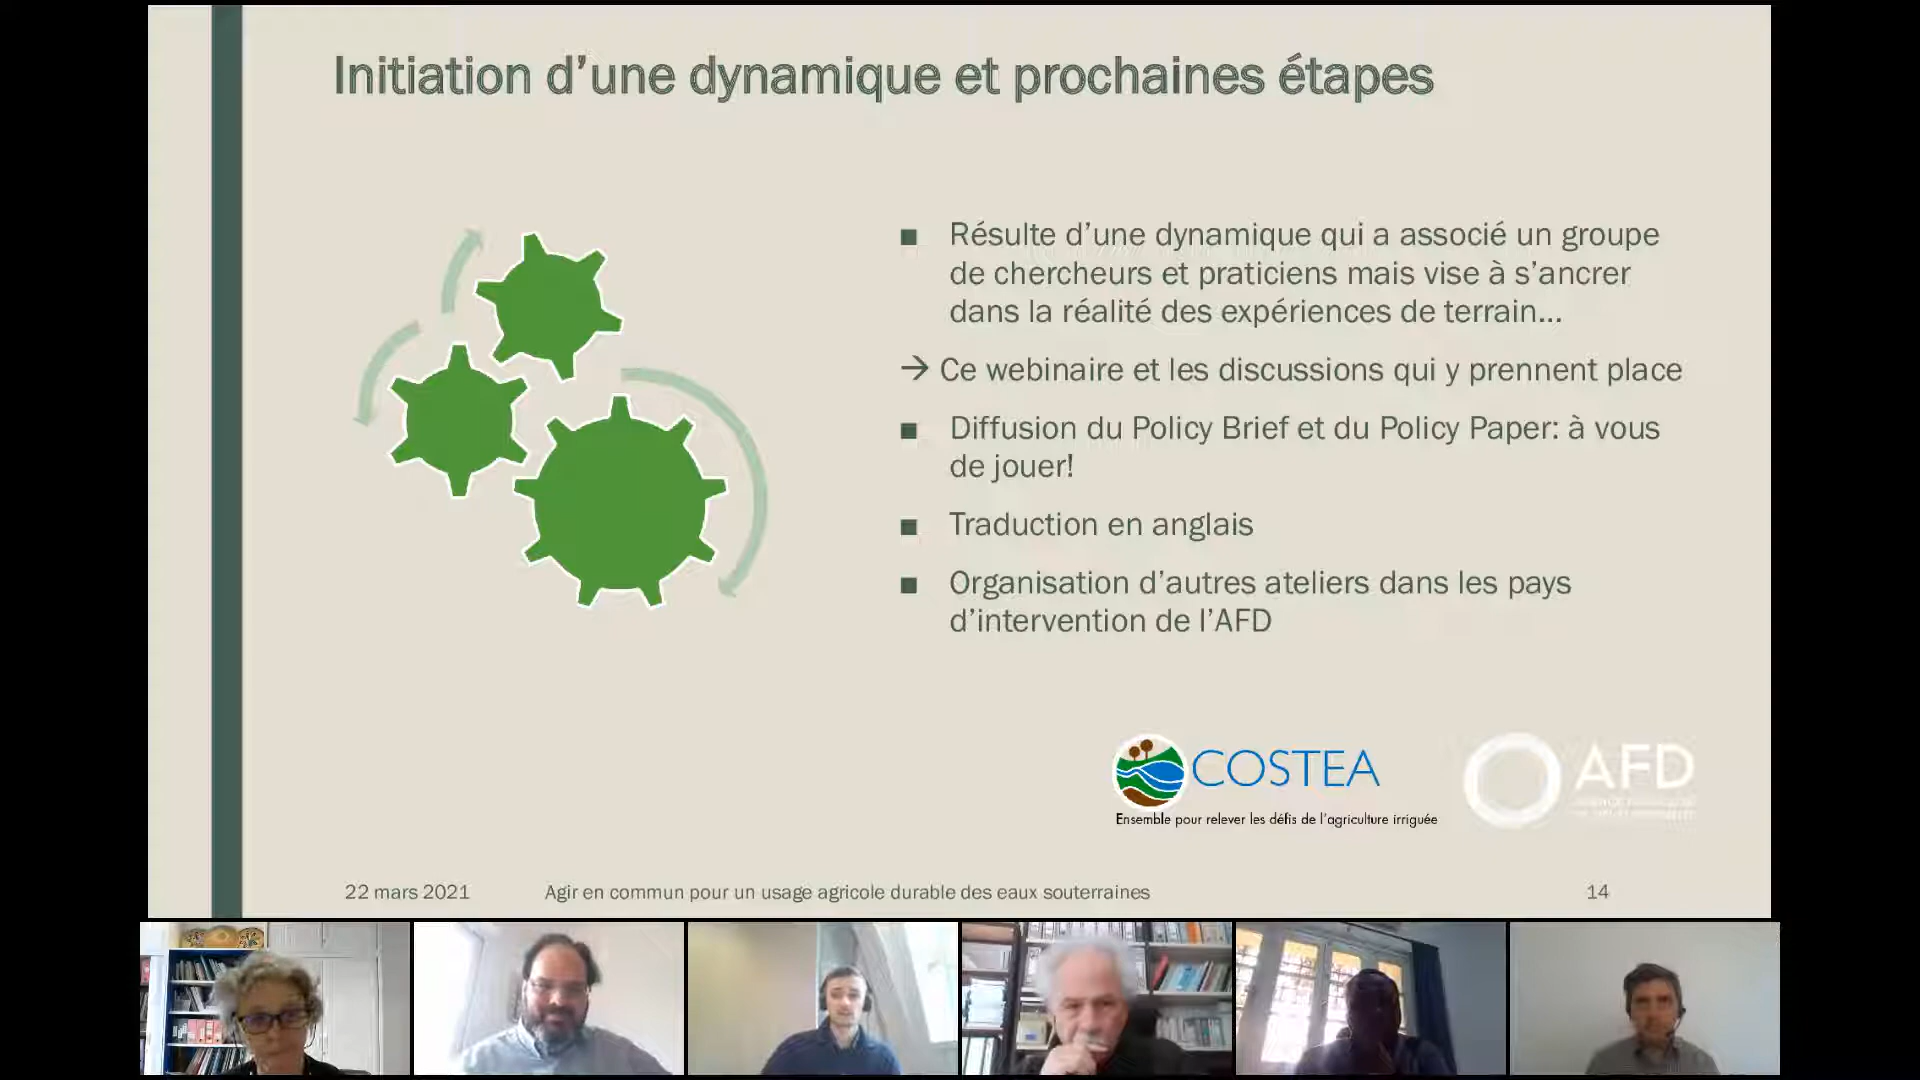 Initiation d’une dynamique et prochaines étapes
■ Résulte d’une dynamique qui a associé un groupe
de chercheurs et praticiens mais vise à s’ancrer
dans la réalité des expériences de terrain...
→ Ce webinaire et les discussions qui y prennent place
■ Diffusion du Policy Brief et du Policy Paper: à vous
de jouer!
■ Traduction en anglais
■ Organisation d’autres ateliers dans les pays
d’intervention de l’AFD
COSTEA
Ensemble pour relever les défis de l’agriculture irriguée
AFD
22 mars 2021
Agir en commun pour un usage agricole durable des eaux souterraines
14